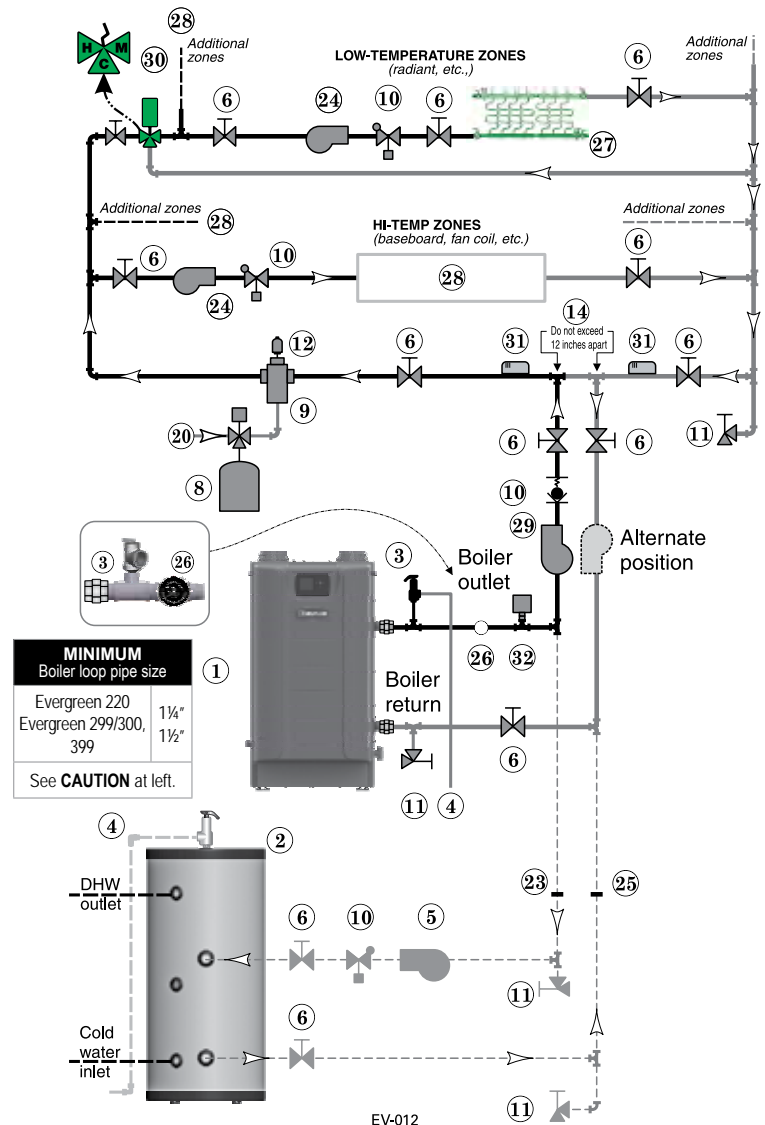 28
Additional
zones
H M
C
30
LOW-TEMPERATURE ZONES
(radiant, etc.,)
6
Additional
zones
6
24
10
6
27
Additional zones
28
HI-TEMP ZONES
(baseboard, fan coil, etc.)
Additional zones
6
6
10
24
28
14
Do not exceed
12 inches apart
12
6
31
31
6
9
20
6
6
11
8
10
29
Alternate
position
3
26
3
Boiler
outlet
MINIMUM
Boiler loop pipe size
Evergreen 220
1¼"
Evergreen 299/300,
399
1½"
See CAUTION at left.
1
26
32
Boiler
return
6
11
4
4
2
DHW
outlet
23
25
6
10
5
11
6
Cold
water
inlet
11
EV-012